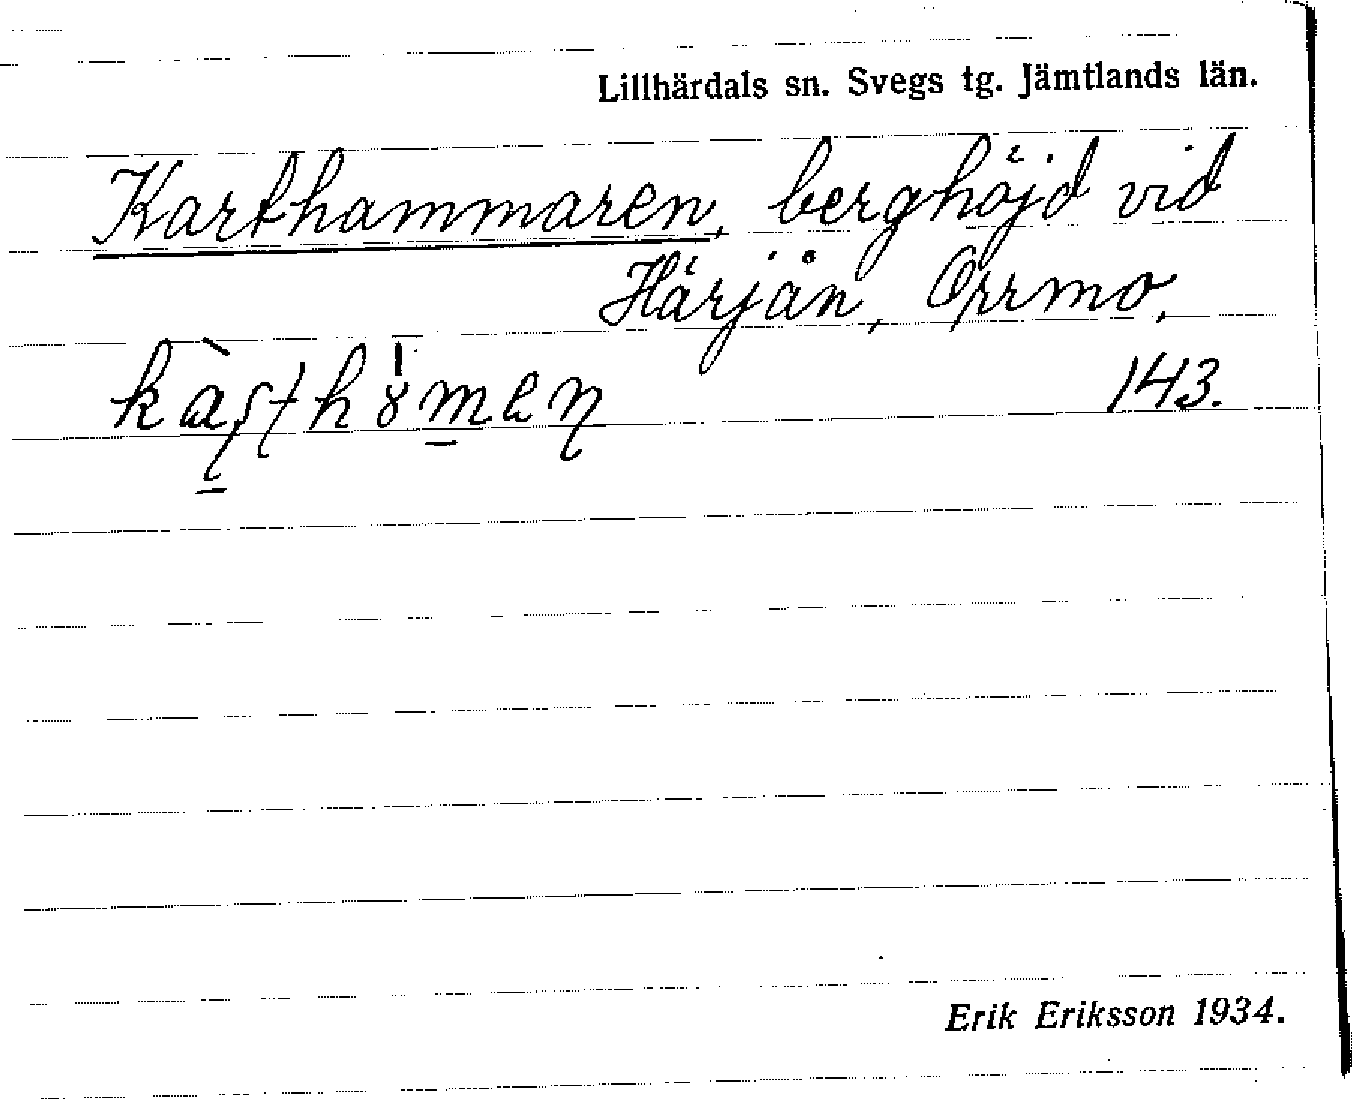 Lillhärdals sn. Svegs tg. Jämtlands län.
Karthammaren, berghöjd vid
Härjån, Orrmo,
143.
Erik Eriksson 1934.